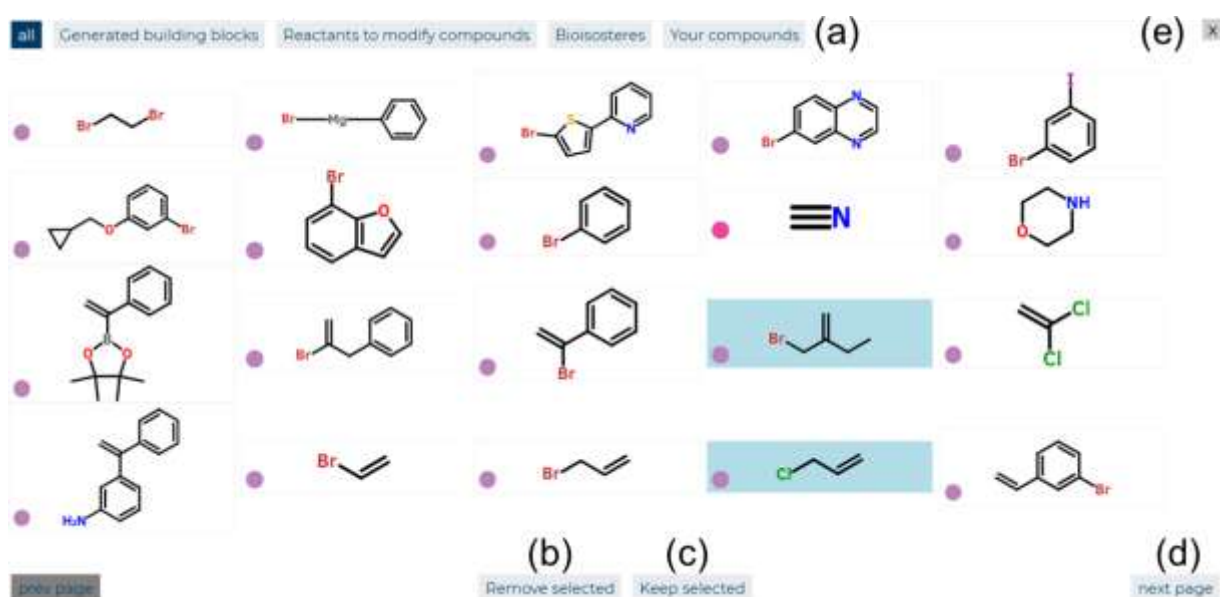 all Generated building blocks Reactants to modify compounds Bioisosteres Your compounds (a) (e) x
I
Br Br Br Mg Br S N Br N N Br
O Br Br O Br N NH O
B O O Br Br Br Cl Cl
H₂N Br Br Cl Br
(b) (c) (d)
prev page Remove selected Keep selected next page